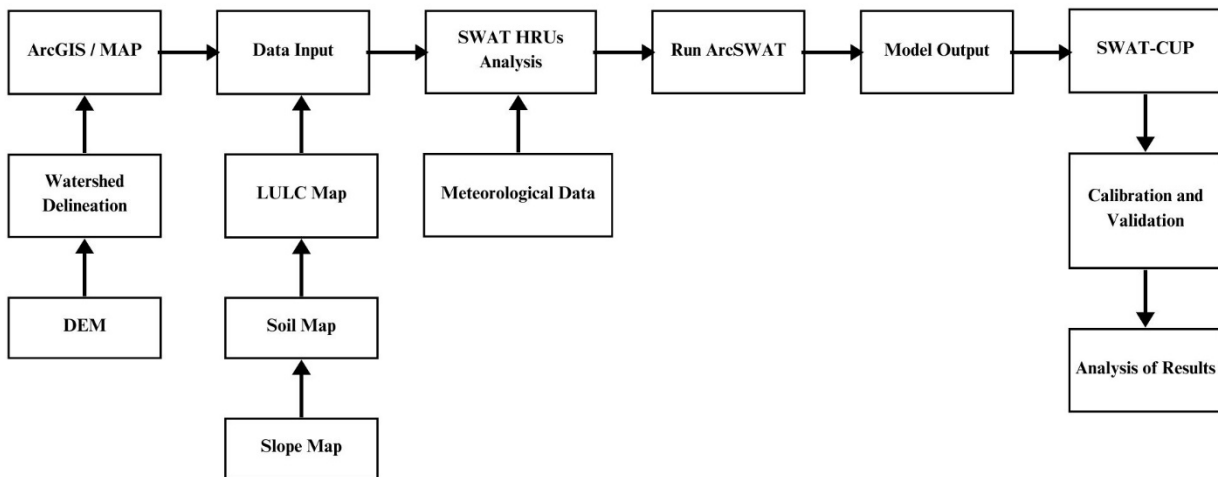 ArcGIS / MAP
Data Input
SWAT HRUs
Analysis
Run ArcSWAT
Model Output
SWAT-CUP
Watershed
Delineation
LULC Map
Meteorological Data
Calibration and
Validation
DEM
Soil Map
Analysis of Results
Slope Map